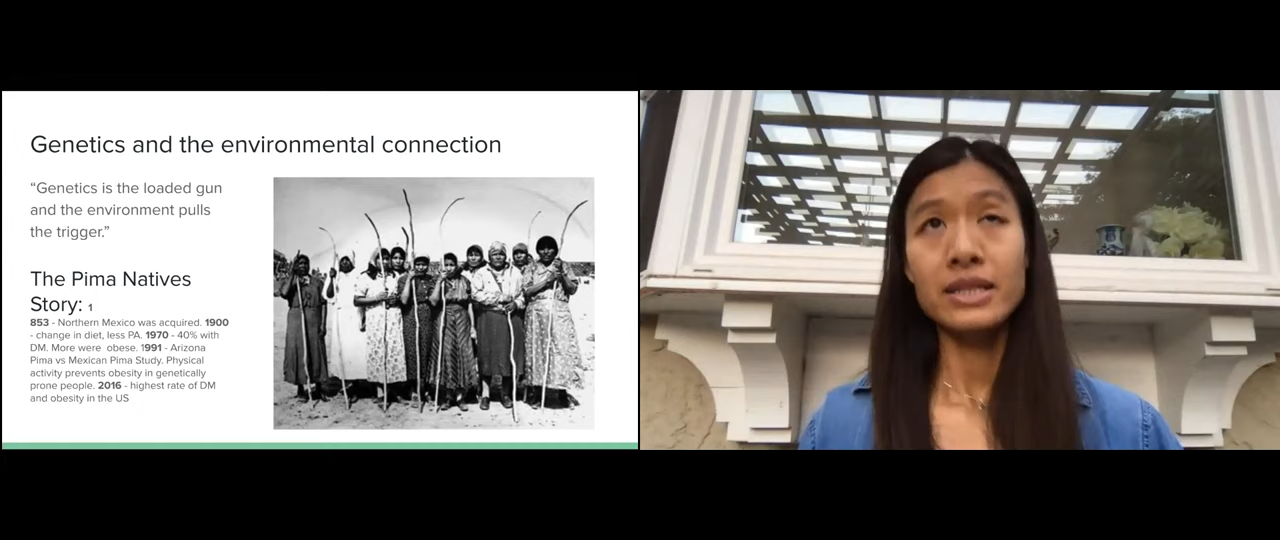 Genetics and the environmental connection
“Genetics is the loaded gun
and the environment pulls
the trigger.”
The Pima Natives
Story: 1
853 - Northern Mexico was acquired. 1900
- change in diet, less PA. 1970 - 40% with
DM. More were  obese. 1991 - Arizona
Pima vs Mexican Pima Study. Physical
activity prevents obesity in genetically
prone people. 2016 - highest rate of DM
and obesity in the US